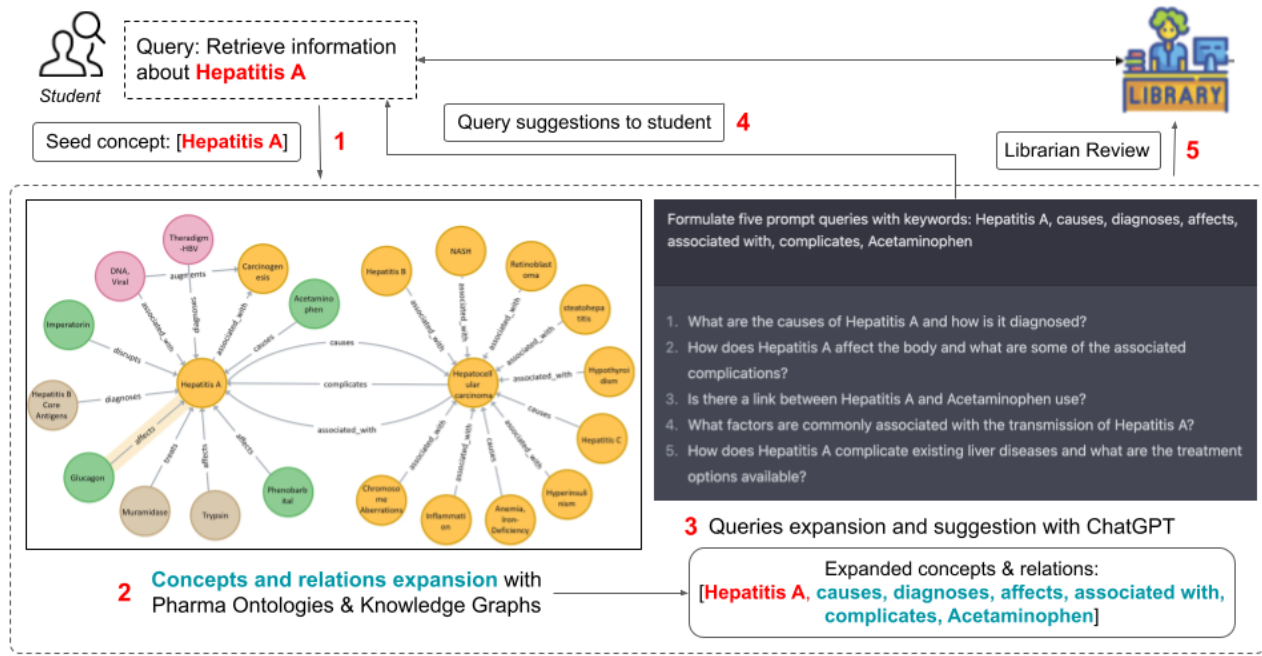 Query: Retrieve information
about Hepatitis A
Student
LIBRARY
Seed concept: [Hepatitis A]
1
Query suggestions to student
4
Librarian Review
5
Theradigm
-HBV
DNA,
Viral
augments
Carcinogen
esis
Acetamino
phen
Imperatorin
associated_with
diagnoses
associated_with
causes
disrupts
Hepatitis A
Hepatitis B
Core
Antigens
diagnoses
affects
Glucagon
treats
Muramidase
affects
Trypsin
affects
Phenobarb
ital
causes
complicates
associated_with
Hepatitis B
NASH
Retinoblast
oma
steatohepa
titis
Hypothyroi
dism
associated_with
associated_with
associated_with
associated_with
associated_with
Hepatocell
ular
carcinoma
causes
Hepatitis C
associated_with
associated_with
causes
associated_with
Hyperinsuli
nism
Chromoso
me
Aberrations
Inflammati
on
Anemia,
Iron-
Deficiency
Formulate five prompt queries with keywords: Hepatitis A, causes, diagnoses, affects,
associated with, complicates, Acetaminophen
1. What are the causes of Hepatitis A and how is it diagnosed?
2. How does Hepatitis A affect the body and what are some of the associated
complications?
3. Is there a link between Hepatitis A and Acetaminophen use?
4. What factors are commonly associated with the transmission of Hepatitis A?
5. How does Hepatitis A complicate existing liver diseases and what are the treatment
options available?
3 Queries expansion and suggestion with ChatGPT
2 Concepts and relations expansion with
Pharma Ontologies & Knowledge Graphs
Expanded concepts & relations:
[Hepatitis A, causes, diagnoses, affects, associated with,
complicates, Acetaminophen]